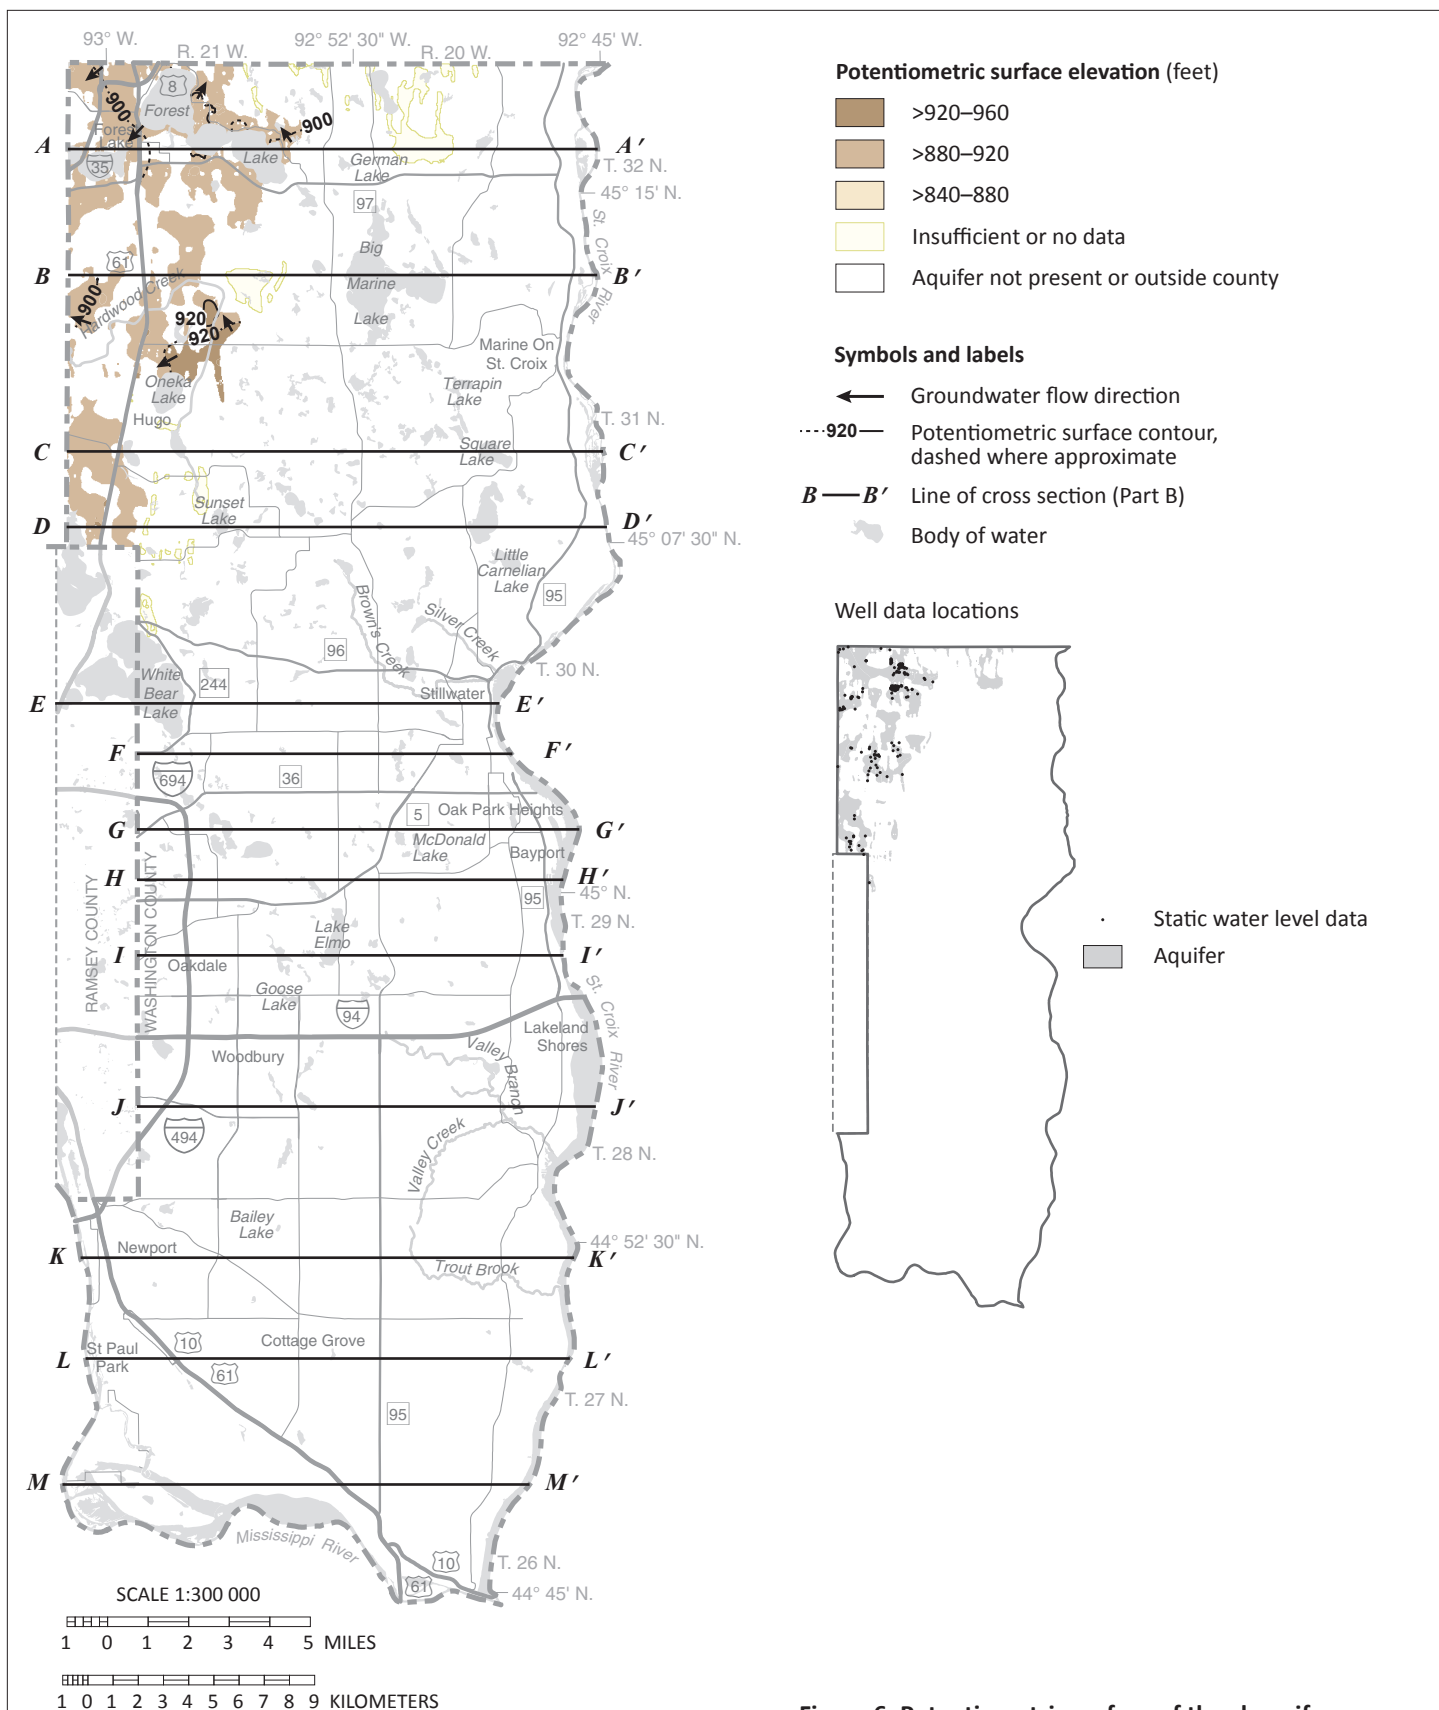 93° W.
R. 21 W.
92° 52' 30" W.
R. 20 W.
92° 45' W.
8
Forest
900
Forest
Lake
900
A
A′
35
Lake
German
Lake
T. 32 N.
45° 15' N.
97
St. Croix River
Big
61
B
Marine
B′
Hardwood Creek
900
920
920
Lake
Marine On
St. Croix
Oneka
Lake
Terrapin
Lake
Hugo
T. 31 N.
C
Square
Lake
C′
Sunset
Lake
D
D′
45° 07' 30" N.
Little
Carnelian
Lake
95
Brown's Creek
Silver Creek
96
T. 30 N.
White
Bear
Lake
244
Stillwater
E
E′
F
F′
694
36
5
Oak Park Heights
G
G′
McDonald
Lake
Bayport
H
H′
95
45° N.
RAMSEY COUNTY
WASHINGTON COUNTY
Lake
Elmo
T. 29 N.
I
I′
Oakdale
Goose
Lake
St. Croix River
94
Lakeland
Shores
Woodbury
Valley Branch
J
J′
494
Valley Creek
T. 28 N.
Bailey
Lake
44° 52' 30" N.
K
Newport
K′
Trout Brook
10
Cottage Grove
St Paul
Park
L
L′
61
T. 27 N.
95
M
M′
Mississippi River
10
T. 26 N.
61
44° 45' N.
SCALE 1:300 000
1 0 1 2 3 4 5 MILES
1 0 1 2 3 4 5 6 7 8 9 KILOMETERS
Potentiometric surface elevation (feet)
>920–960
>880–920
>840–880
Insufficient or no data
Aquifer not present or outside county
Symbols and labels
Groundwater flow direction
920 Potentiometric surface contour,
dashed where approximate
B B′ Line of cross section (Part B)
Body of water
Well data locations
Static water level data
Aquifer